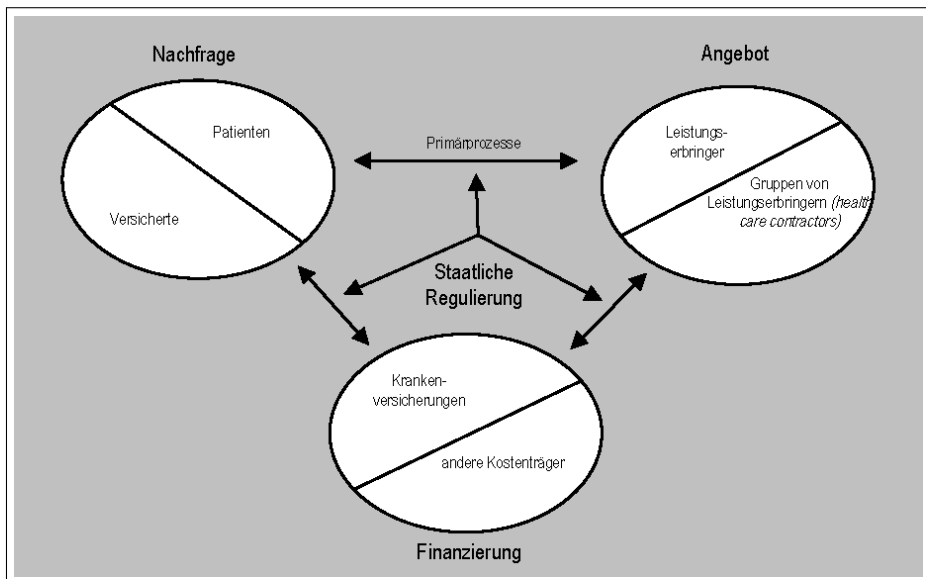 Nachfrage
Angebot
Patienten
Versicherte
Primärprozesse
Leistungs-
erbringer
Gruppen von
Leistungserbringern (health
care contractors)
Staatliche
Regulierung
Kranken-
versicherungen
andere Kostenträger
Finanzierung